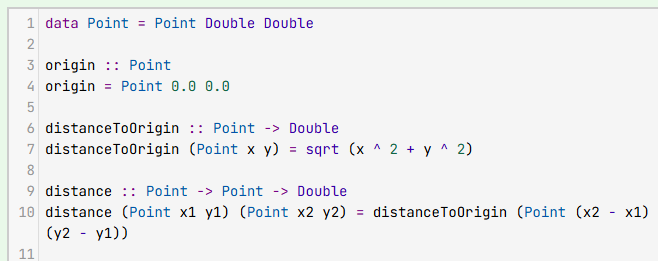 1 data Point = Point Double Double
2
3 origin :: Point
4 origin = Point 0.0 0.0
5
6 distanceToOrigin :: Point -> Double
7 distanceToOrigin (Point x y) = sqrt (x ^ 2 + y ^ 2)
8
9 distance :: Point -> Point -> Double
10 distance (Point x1 y1) (Point x2 y2) = distanceToOrigin (Point (x2 - x1)
(y2 - y1))
11